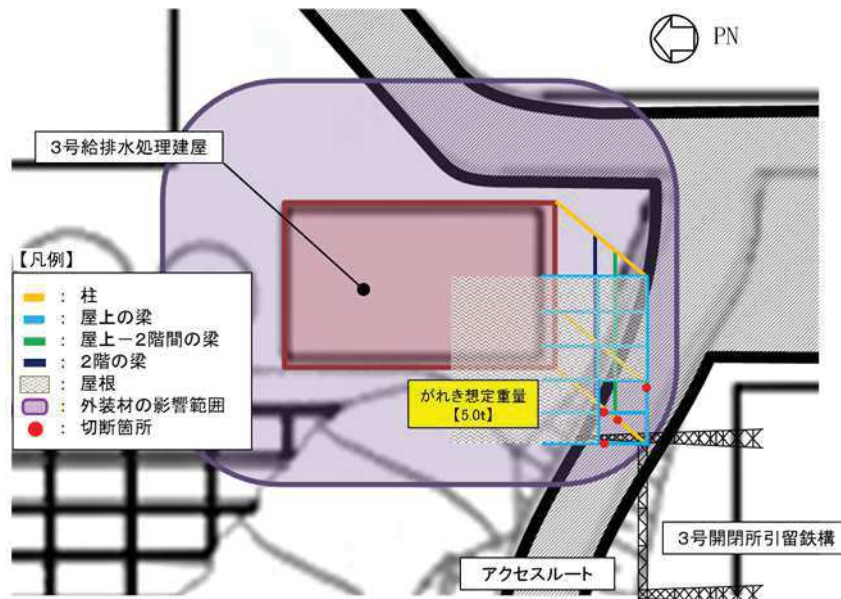 PN
3号給排水処理建屋
【凡例】
: 柱
: 屋上の梁
: 屋上－2階間の梁
: 2階の梁
: 屋根
: 外装材の影響範囲
: 切断箇所
がれき想定重量
【5.0t】
3号開閉所引留鉄構
アクセスルート